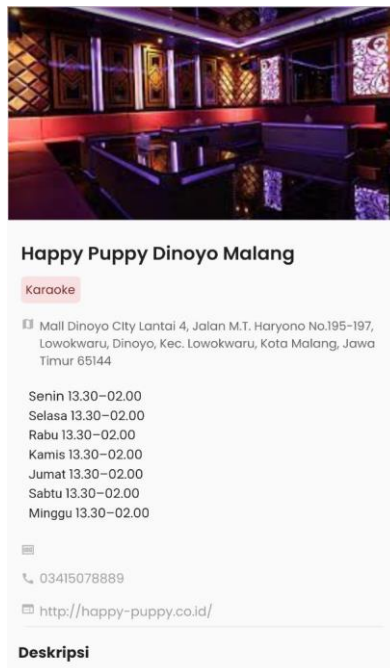 Happy Puppy Dinoyo Malang
Karaoke
Mall Dinoyo CIty Lantai 4, Jalan M.T. Haryono No.195-197,
Lowokwaru, Dinoyo, Kec. Lowokwaru, Kota Malang, Jawa
Timur 65144
Senin 13.30–02.00
Selasa 13.30–02.00
Rabu 13.30–02.00
Kamis 13.30–02.00
Jumat 13.30–02.00
Sabtu 13.30–02.00
Minggu 13.30–02.00
03415078889
http://happy-puppy.co.id/
Deskripsi